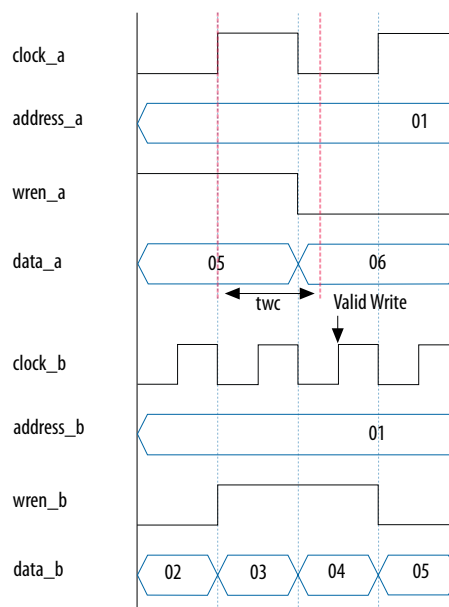 clock_a
address_a 01
wren_a
data_a 05 06
twc Valid Write
clock_b
address_b 01
wren_b
data_b 02 03 04 05